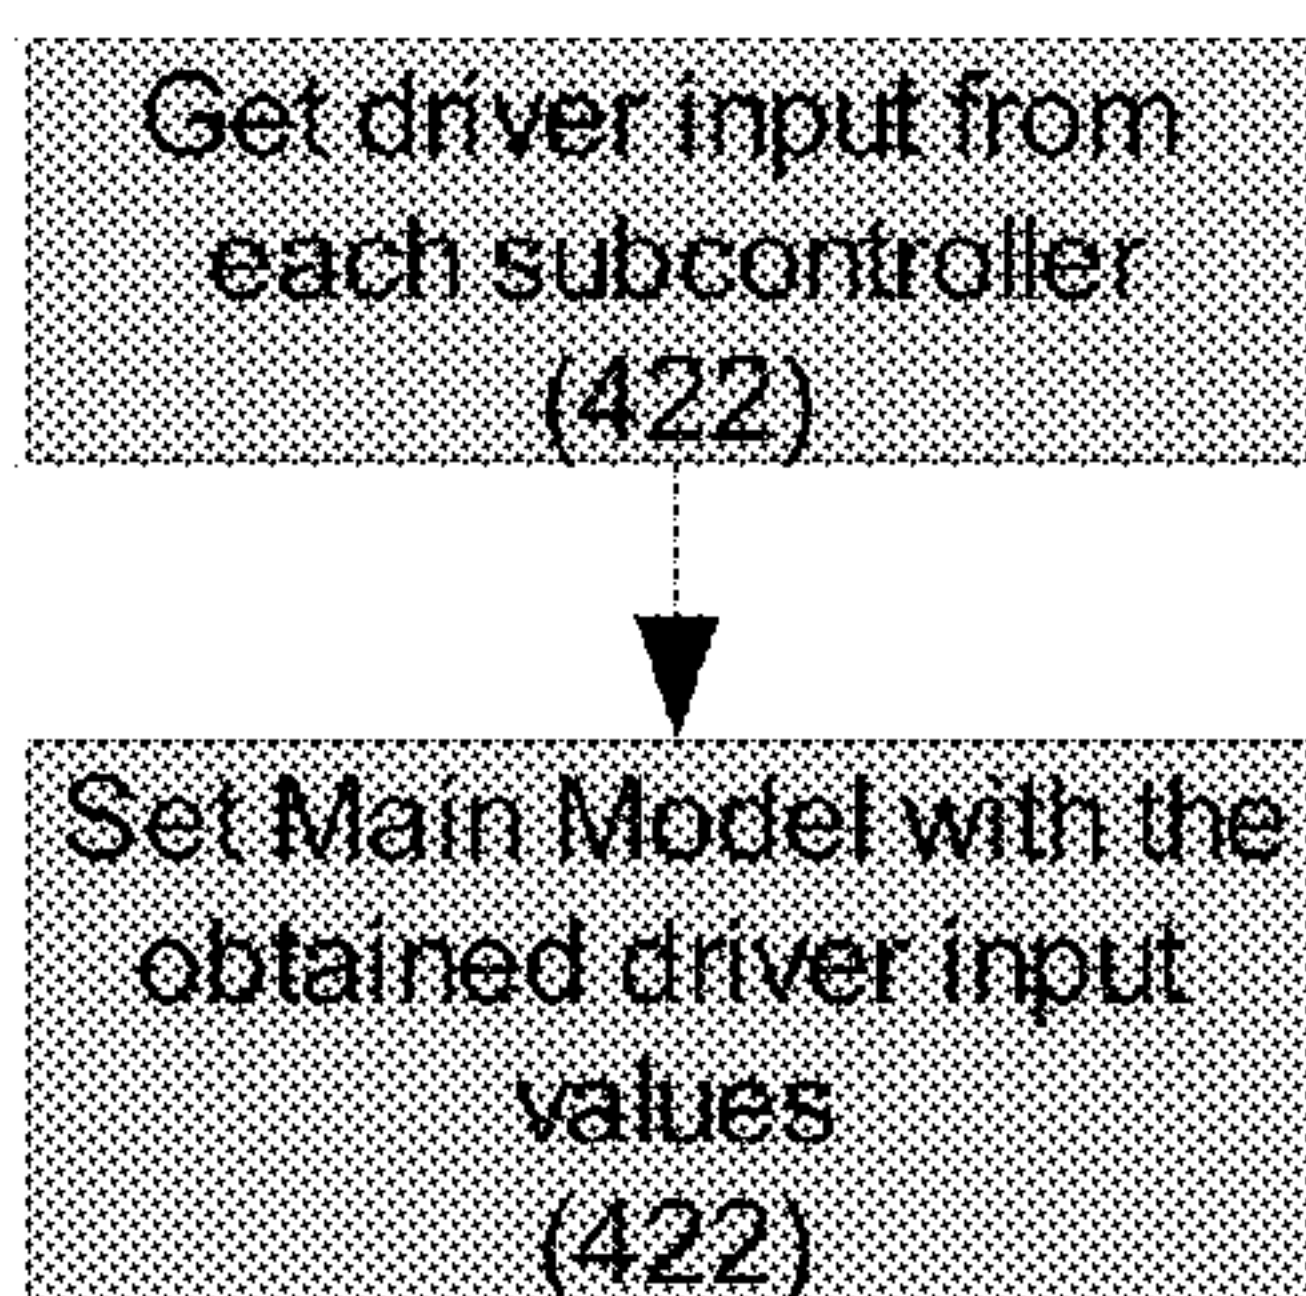 Get driver input from
each subcontroller
(422)
Set Main Model with the
obtained driver input
values
(422)